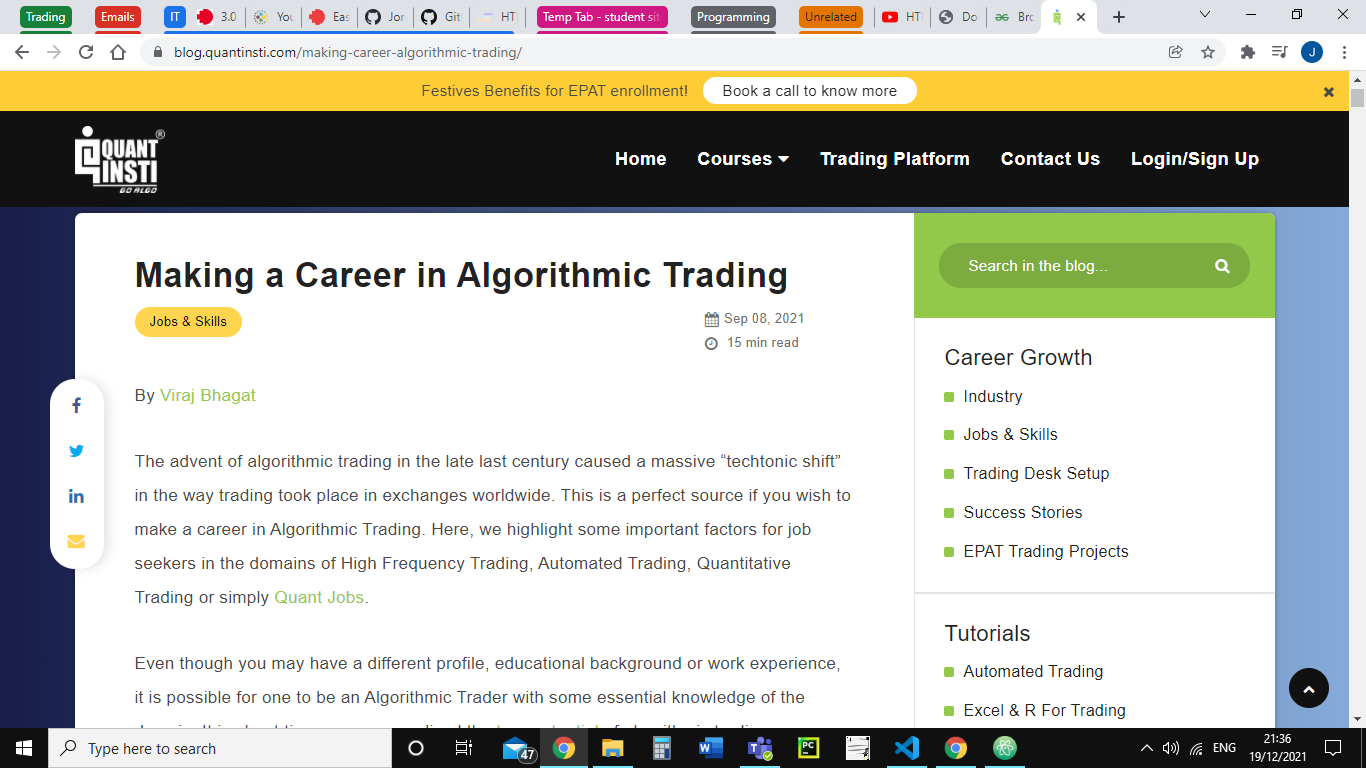 Trading
Emails
IT
3.0
You
Eas
Jor
Git
HTI
Temp Tab - student sit
Programming
Unrelated
HT
Do
Brc
blog.quantinsti.com/making-career-algorithmic-trading/
J
Festives Benefits for EPAT enrollment!
Book a call to know more
QUANT
INSTI
GO ALGO
®
Home
Courses
Trading Platform
Contact Us
Login/Sign Up
Making a Career in Algorithmic Trading
Jobs & Skills
Sep 08, 2021
15 min read
By Viraj Bhagat
The advent of algorithmic trading in the late last century caused a massive “techtonic shift”
in the way trading took place in exchanges worldwide. This is a perfect source if you wish to
make a career in Algorithmic Trading. Here, we highlight some important factors for job
seekers in the domains of High Frequency Trading, Automated Trading, Quantitative
Trading or simply Quant Jobs.
Even though you may have a different profile, educational background or work experience,
it is possible for one to be an Algorithmic Trader with some essential knowledge of the
Search in the blog...
Career Growth
Industry
Jobs & Skills
Trading Desk Setup
Success Stories
EPAT Trading Projects
Tutorials
Automated Trading
Excel & R For Trading
Type here to search
47
PC
ENG
21:36
19/12/2021